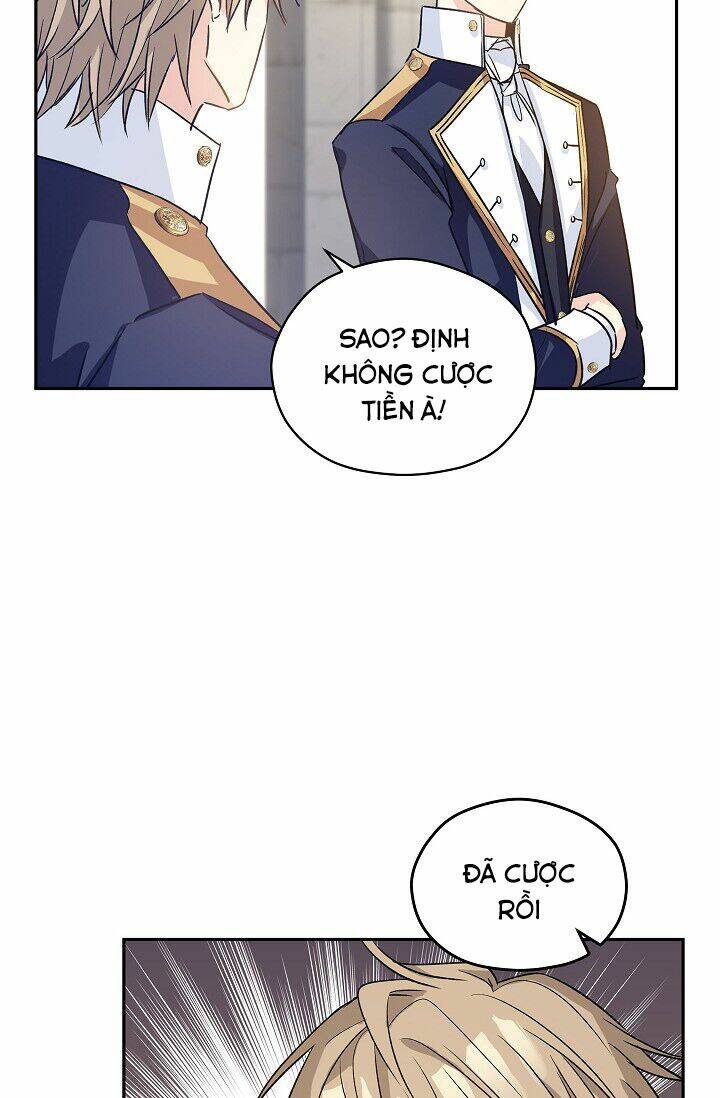 SAO? ĐỊNH
KHÔNG CƯỢC
TIỀN À!
ĐÃ CƯỢC
RỒI